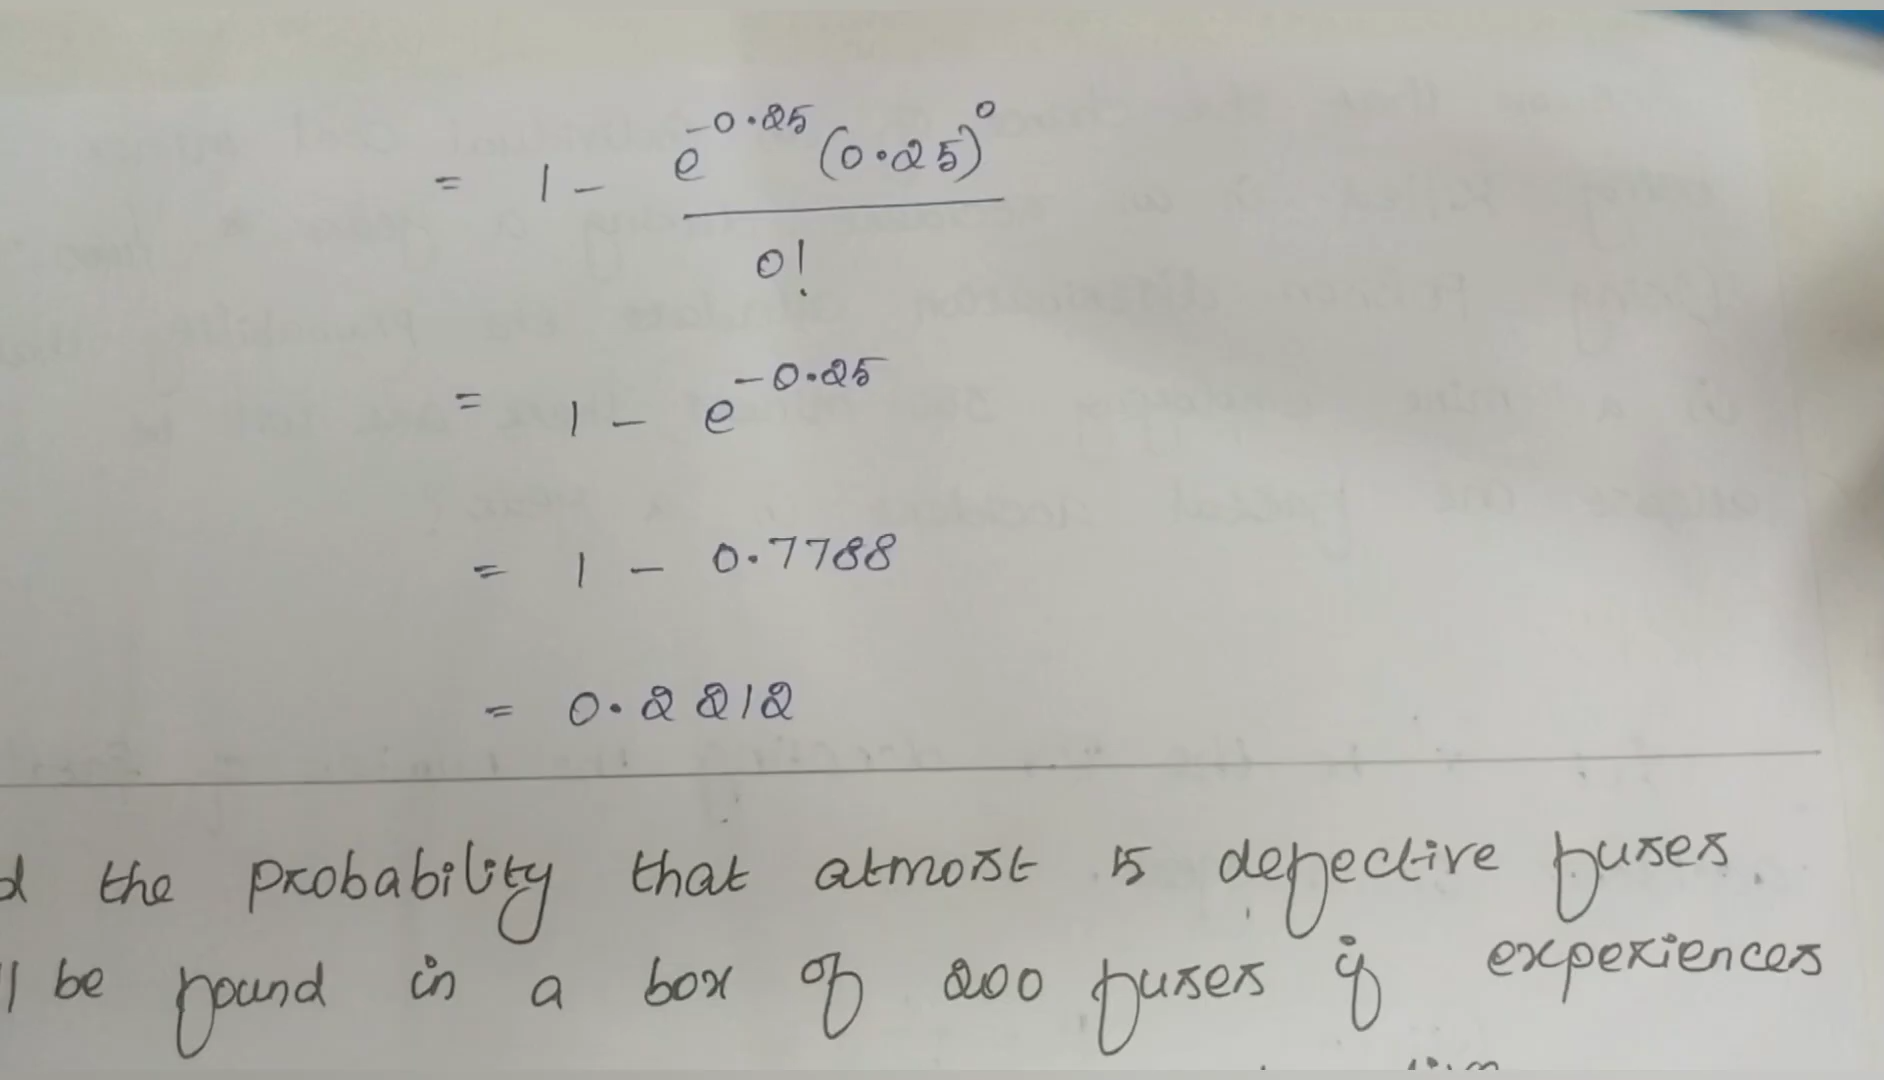 = 1 - e^-0.25 (0.25)^0
0!
= 1 - e^-0.25
= 1 - 0.7788
= 0.2212
d the probability that atmost 5 defective fuses.
ll be found in a box of 200 fuses if experiences